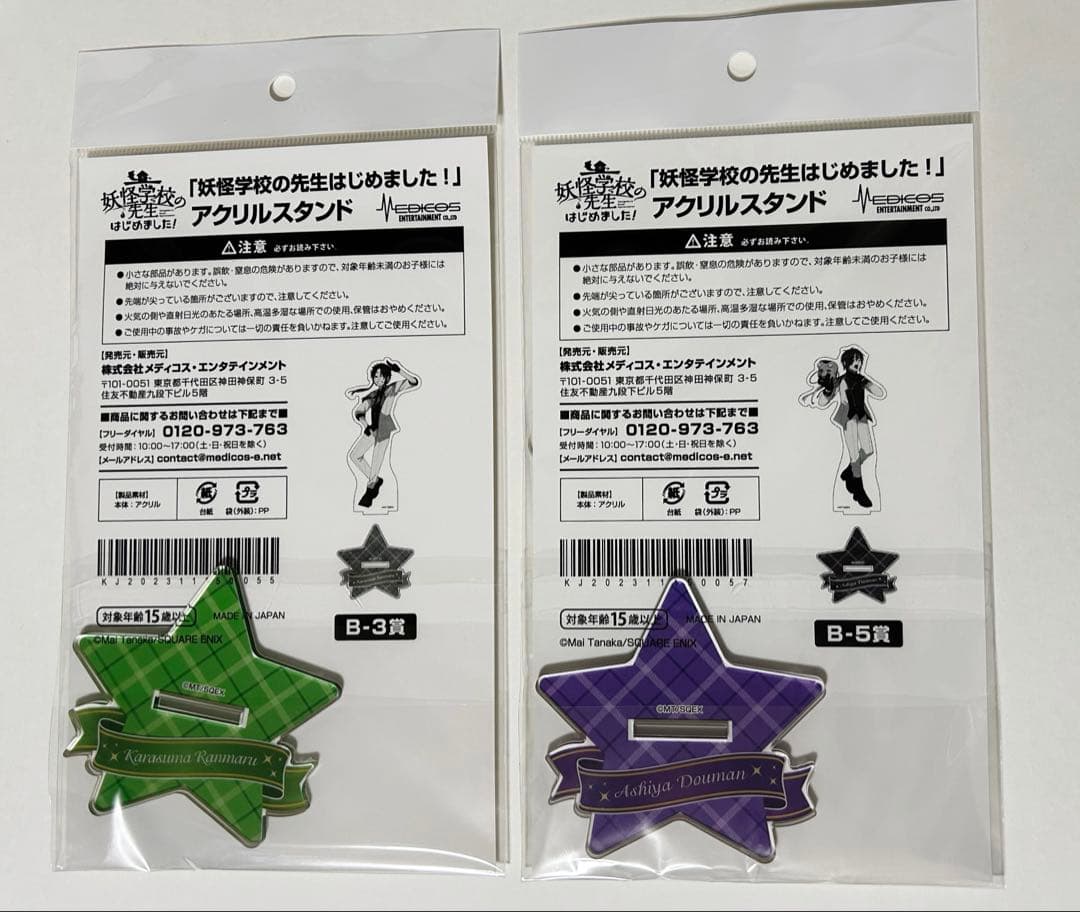 妖怪学校の
先生
はじめました!
「妖怪学校の先生はじめました!」
アクリルスタンド
MEDICOS
ENTERTAINMENT CO.,LTD
⚠注意 必ずお読み下さい。
●小さな部品があります。誤飲・窒息の危険がありますので、対象年齢未満のお子様には
絶対に与えないでください。
●先端が尖っている箇所がございますので、注意してください。
●火気の側や直射日光のあたる場所、高温多湿な場所での使用、保管はおやめください。
●ご使用中の事故やケガについては一切の責任を負いかねます。注意してご使用ください。
【発売元・販売元】
株式会社メディコス・エンタテインメント
〒101-0051 東京都千代田区神田神保町 3-5
住友不動産九段下ビル5階
■商品に関するお問い合わせは下記まで■
【フリーダイヤル】 0120-973-763
受付時間:10:00~17:00(土・日・祝日を除く)
【メールアドレス】 contact@medicos-e.net
【製品素材】
本体:アクリル
紙
台紙
プラ
袋(外装):PP
対象年齢15歳以上
MADE IN JAPAN
©Mai Tanaka/SQUARE ENIX
B-3賞
©MT/SQEX
Karasuma Ranmaru
妖怪学校の
先生
はじめました!
「妖怪学校の先生はじめました!」
アクリルスタンド
MEDICOS
ENTERTAINMENT CO.,LTD
⚠注意 必ずお読み下さい。
●小さな部品があります。誤飲・窒息の危険がありますので、対象年齢未満のお子様には
絶対に与えないでください。
●先端が尖っている箇所がございますので、注意してください。
●火気の側や直射日光のあたる場所、高温多湿な場所での使用、保管はおやめください。
●ご使用中の事故やケガについては一切の責任を負いかねます。注意してご使用ください。
【発売元・販売元】
株式会社メディコス・エンタテインメント
〒101-0051 東京都千代田区神田神保町 3-5
住友不動産九段下ビル5階
■商品に関するお問い合わせは下記まで■
【フリーダイヤル】 0120-973-763
受付時間:10:00~17:00(土・日・祝日を除く)
【メールアドレス】 contact@medicos-e.net
【製品素材】
本体:アクリル
紙
台紙
プラ
袋(外装):PP
対象年齢15歳以上
MADE IN JAPAN
©Mai Tanaka/SQUARE ENIX
Ashiya Douman
B-5賞
©MT/SQEX
Ashiya Douman